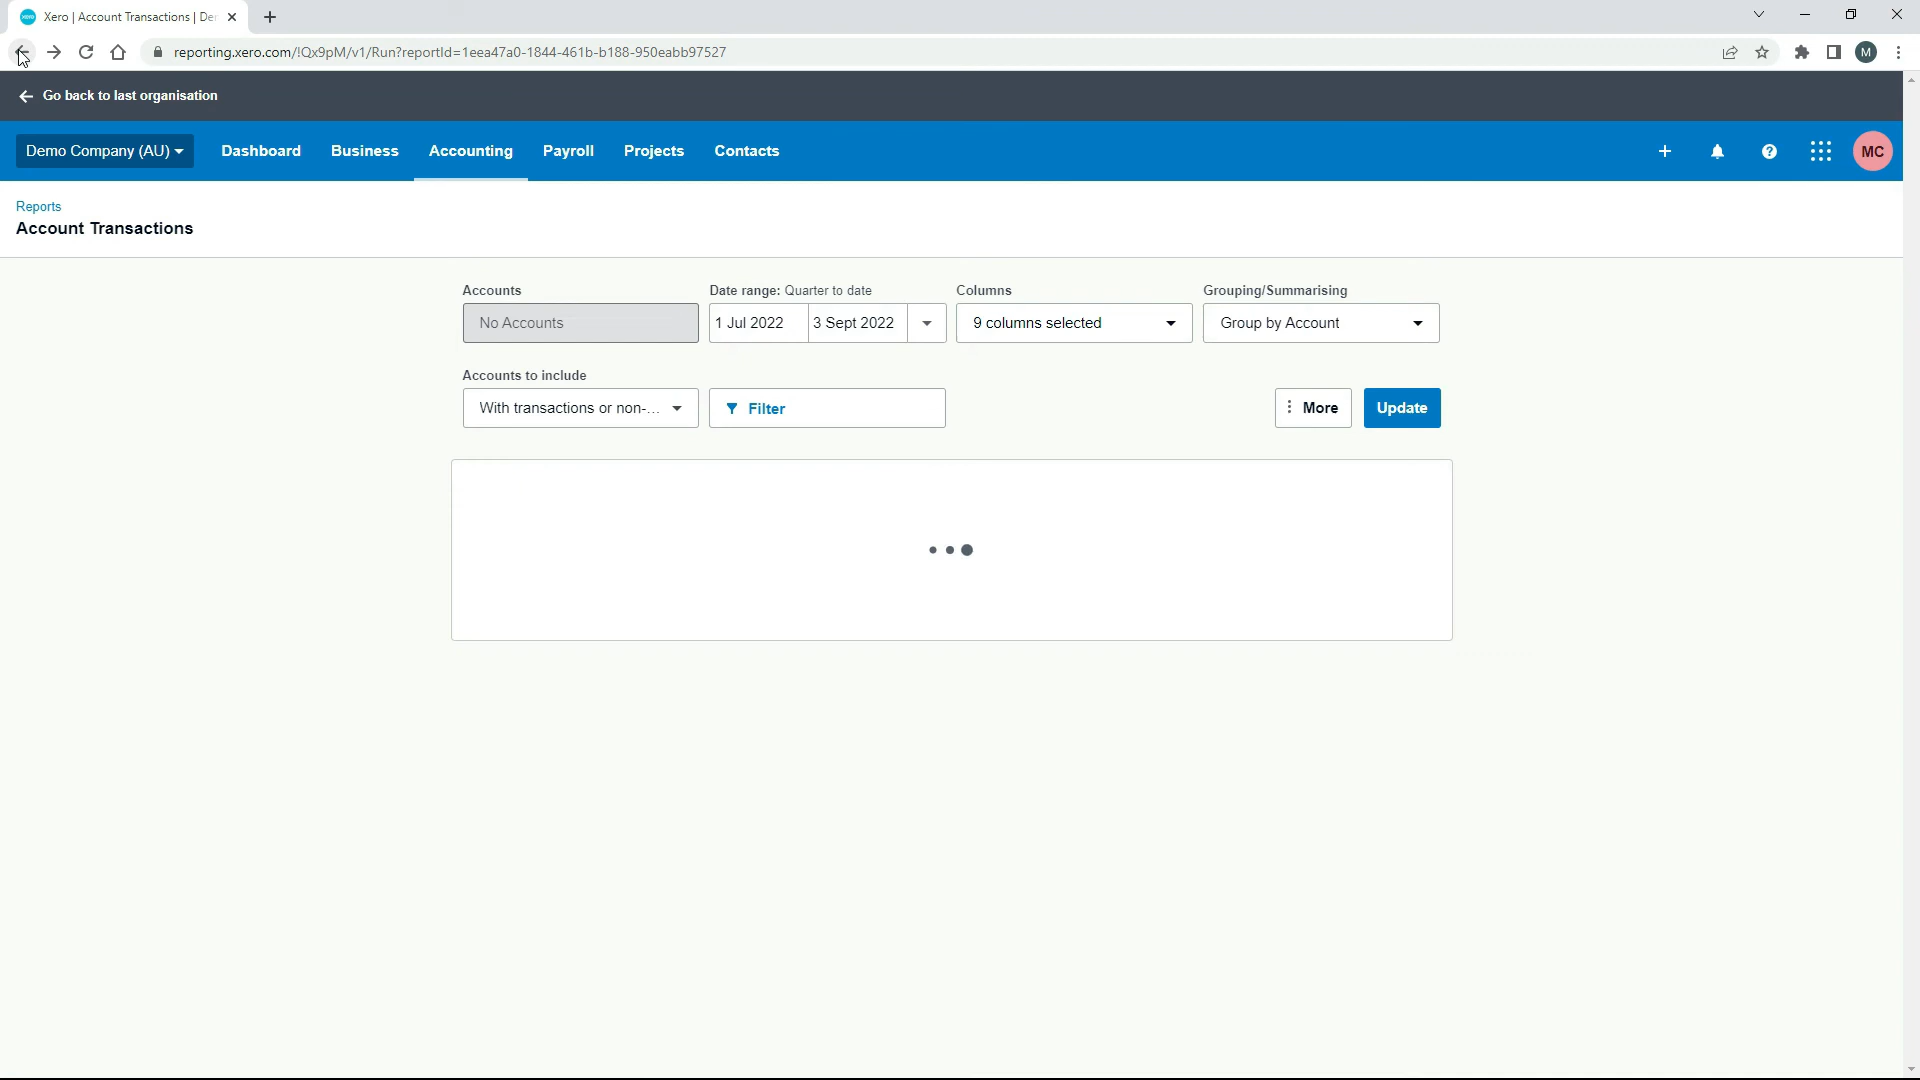 Xero | Account Transactions | De
reporting.xero.com/!Qx9pM/v1/Run?reportId=1eea47a0-1844-461b-b188-950eabb97527
M
Go back to last organisation
Demo Company (AU)
Dashboard
Business
Accounting
Payroll
Projects
Contacts
MC
Reports
Account Transactions
Accounts
Date range: Quarter to date
Columns
Grouping/Summarising
No Accounts
1 Jul 2022
3 Sept 2022
9 columns selected
Group by Account
Accounts to include
With transactions or non-...
Filter
More
Update